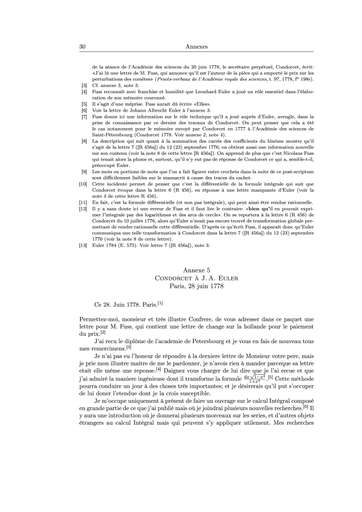 30 Annexes
de la séance de l'Académie des sciences du 20 juin 1778, le secrétaire perpétuel, Condorcet, écrit:
«J'ai lû une lettre de M. Fuss, qui annonce qu'il est l'auteur de la pièce qui a emporté le prix sur les
perturbations des comètes» (Procès-verbaux de l'Académie royale des sciences, t. 97, 1778, f° 198v).
[3] Cf. annexe 3, note 3.
[4] Fuss reconnaît avec franchise et humilité que Leonhard Euler a joué un rôle essentiel dans l'élabo-
ration de son mémoire couronné.
[5] Il s'agit d'une méprise. Fuss aurait dû écrire «Elle».
[6] Voir la lettre de Johann Albrecht Euler à l'annexe 3.
[7] Fuss donne ici une information sur le rôle technique qu'il a joué auprès d'Euler, aveugle, dans la
prise de connaissance par ce dernier des travaux de Condorcet. On peut penser que cela a été
le cas notamment pour le mémoire envoyé par Condorcet en 1777 à l'Académie des sciences de
Saint-Pétersbourg (Condorcet 1778. Voir annexe 2, note 4).
[8] La description qui suit quant à la sommation des carrés des coefficients du binôme montre qu'il
s'agit de la lettre 7 (R 456a) du 12 (23) septembre 1776; on obtient aussi une information nouvelle
sur son contenu (voir la note 8 de cette lettre [R 456a]). On apprend de plus que c'est Nicolaus Fuss
qui tenait alors la plume et, surtout, qu'il n'y eut pas de réponse de Condorcet ce qui a, semble-t-il,
préoccupé Euler.
[9] Les mots ou portions de mots que l'on a fait figurer entre crochets dans la suite de ce post-scriptum
sont difficilement lisibles sur le manuscrit à cause des traces du cachet.
[10] Cette incidente permet de penser que c'est la différentielle de la formule intégrale qui suit que
Condorcet évoque dans la lettre 6 (R 456), en réponse à une lettre manquante d'Euler (voir la
note 4 de cette lettre R 456).
[11] En fait, c'est la formule différentielle (et non pas intégrale), qui peut ainsi être rendue rationnelle.
[12] Il y a sans doute ici une erreur de Fuss et il faut lire le contraire: «bien qu'il en pouvait expri-
mer l'intégrale par des logarithmes et des arcs de cercle». On se reportera à la lettre 6 (R 456) de
Condorcet du 12 juillet 1776, alors qu'Euler n'avait pas encore trouvé de transformation globale per-
mettant de rendre rationnelle cette différentielle. D'après ce qu'écrit Fuss, il apparaît donc qu'Euler
communiqua une telle transformation à Condorcet dans la lettre 7 ([R 456a]) du 12 (23) septembre
1776 (voir la note 9 de cette lettre).
[13] Euler 1784 (E. 575). Voir lettre 7 ([R 456a]), note 3.
Annexe 5
Condorcet à J. A. Euler
Paris, 28 juin 1778
Ce 28. Juin 1778. Paris.[1]
Permettez-moi, monsieur et très illustre Confrere, de vous adresser dans ce paquet une
lettre pour M. Fuss, qui contient une lettre de change sur la hollande pour le paiement
du prix.[2]
J'ai recu le diplôme de l'academie de Petersbourg et je vous en fais de nouveau tous
mes remercimens.[3]
Je n'ai pas eu l'honneur de répondre à la derniere lettre de Monsieur votre pere, mais
je prie mon illustre maitre de me le pardonner, je n'avois rien à mander parceque sa lettre
etait elle même une reponse.[4] Daignez vous charger de lui dire que je l'ai recue et que
j'ai admiré la maniere ingénieuse dont il transforme la formule [5] Cette méthode
pourra conduire un jour à des choses très importantes; et je désirerais qu'il put s'occuper
de lui doner l'etendue dont je la crois susceptible.
Je m'occupe uniquement à présent de faire un ouvrage sur le calcul Intégral composé
en grande partie de ce que j'ai publié mais où je joindrai plusieurs nouvelles recherches.[6] Il
y aura une introduction où je donnerai plusieurs morceaux sur les series, et d'autres objets
étrangers au calcul Intégral mais qui peuvent s'y appliquer utilement. Mes recherches